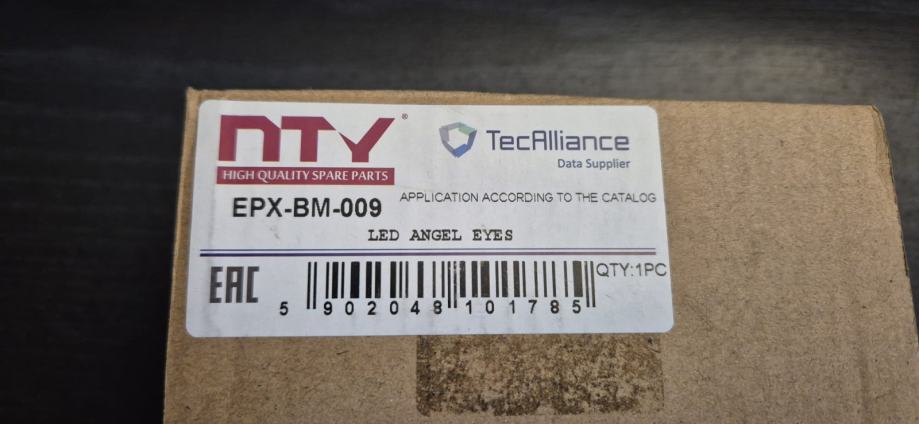 NTY®
TecAlliance
Data Supplier
HIGH QUALITY SPARE PARTS
EPX-BM-009
APPLICATION ACCORDING TO THE CATALOG
LED ANGEL EYES
EAC
QTY:1PC
5 902048 101785